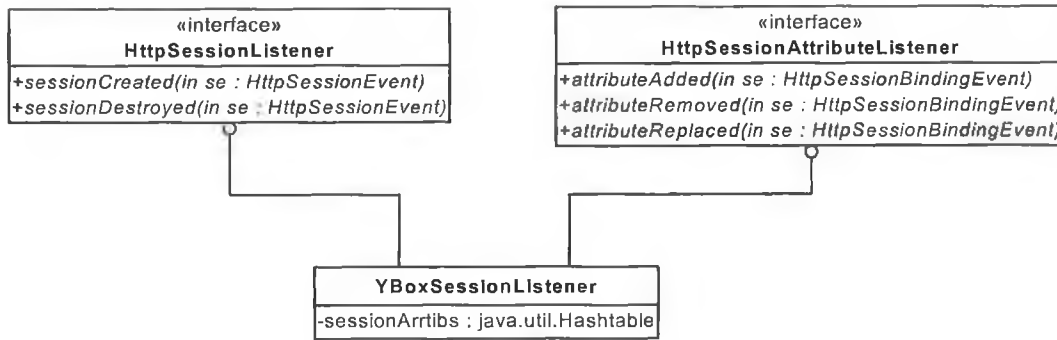 «interface»
HttpSessionListener
+sessionCreated(in se : HttpSessionEvent)
+sessionDestroyed(in se : HttpSessionEvent)
«interface»
HttpSessionAttributeListener
+attributeAdded(in se : HttpSessionBindingEvent)
+attributeRemoved(in se : HttpSessionBindingEvent)
+attributeReplaced(in se : HttpSessionBindingEvent)
YBoxSessionListener
-sessionArrtibs : java.util.Hashtable